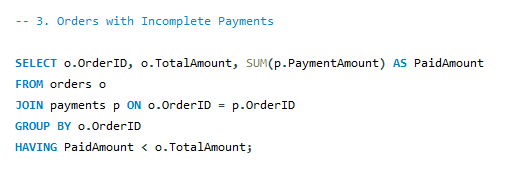 -- 3. Orders with Incomplete Payments
SELECT o.OrderID, o.TotalAmount, SUM(p.PaymentAmount) AS PaidAmount
FROM orders o
JOIN payments p ON o.OrderID = p.OrderID
GROUP BY o.OrderID
HAVING PaidAmount < o.TotalAmount;